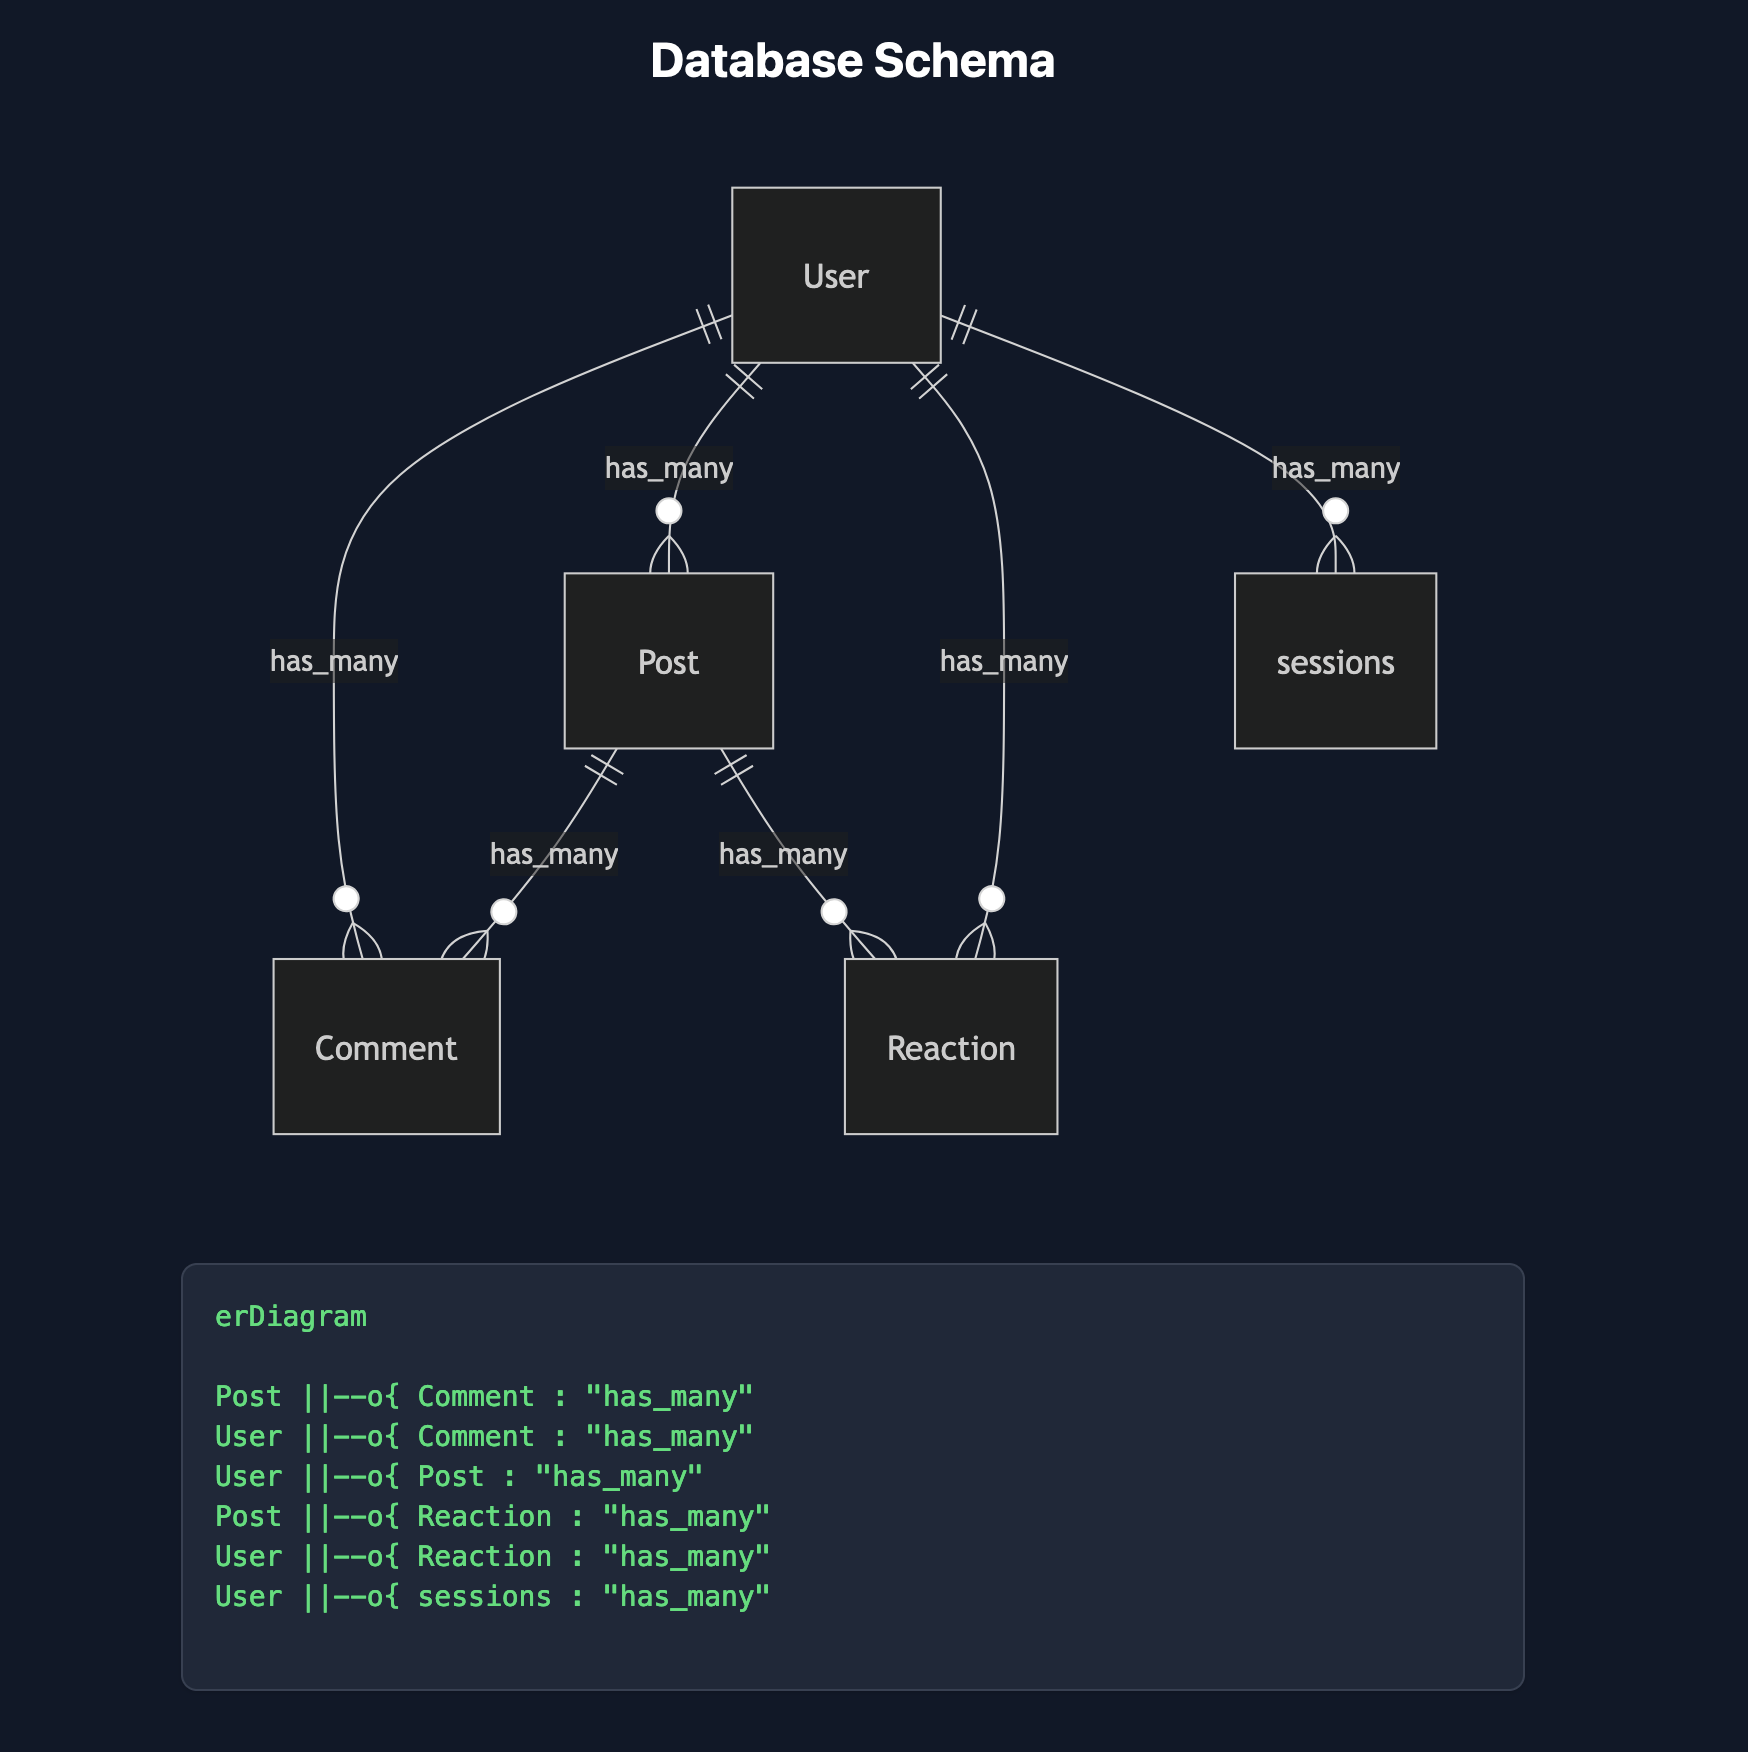 Database Schema
User
has_many
has_many
has_many
Post
has_many
sessions
has_many
has_many
Comment
Reaction
erDiagram
Post ||--o{ Comment : "has_many"
User ||--o{ Comment : "has_many"
User ||--o{ Post : "has_many"
Post ||--o{ Reaction : "has_many"
User ||--o{ Reaction : "has_many"
User ||--o{ sessions : "has_many"